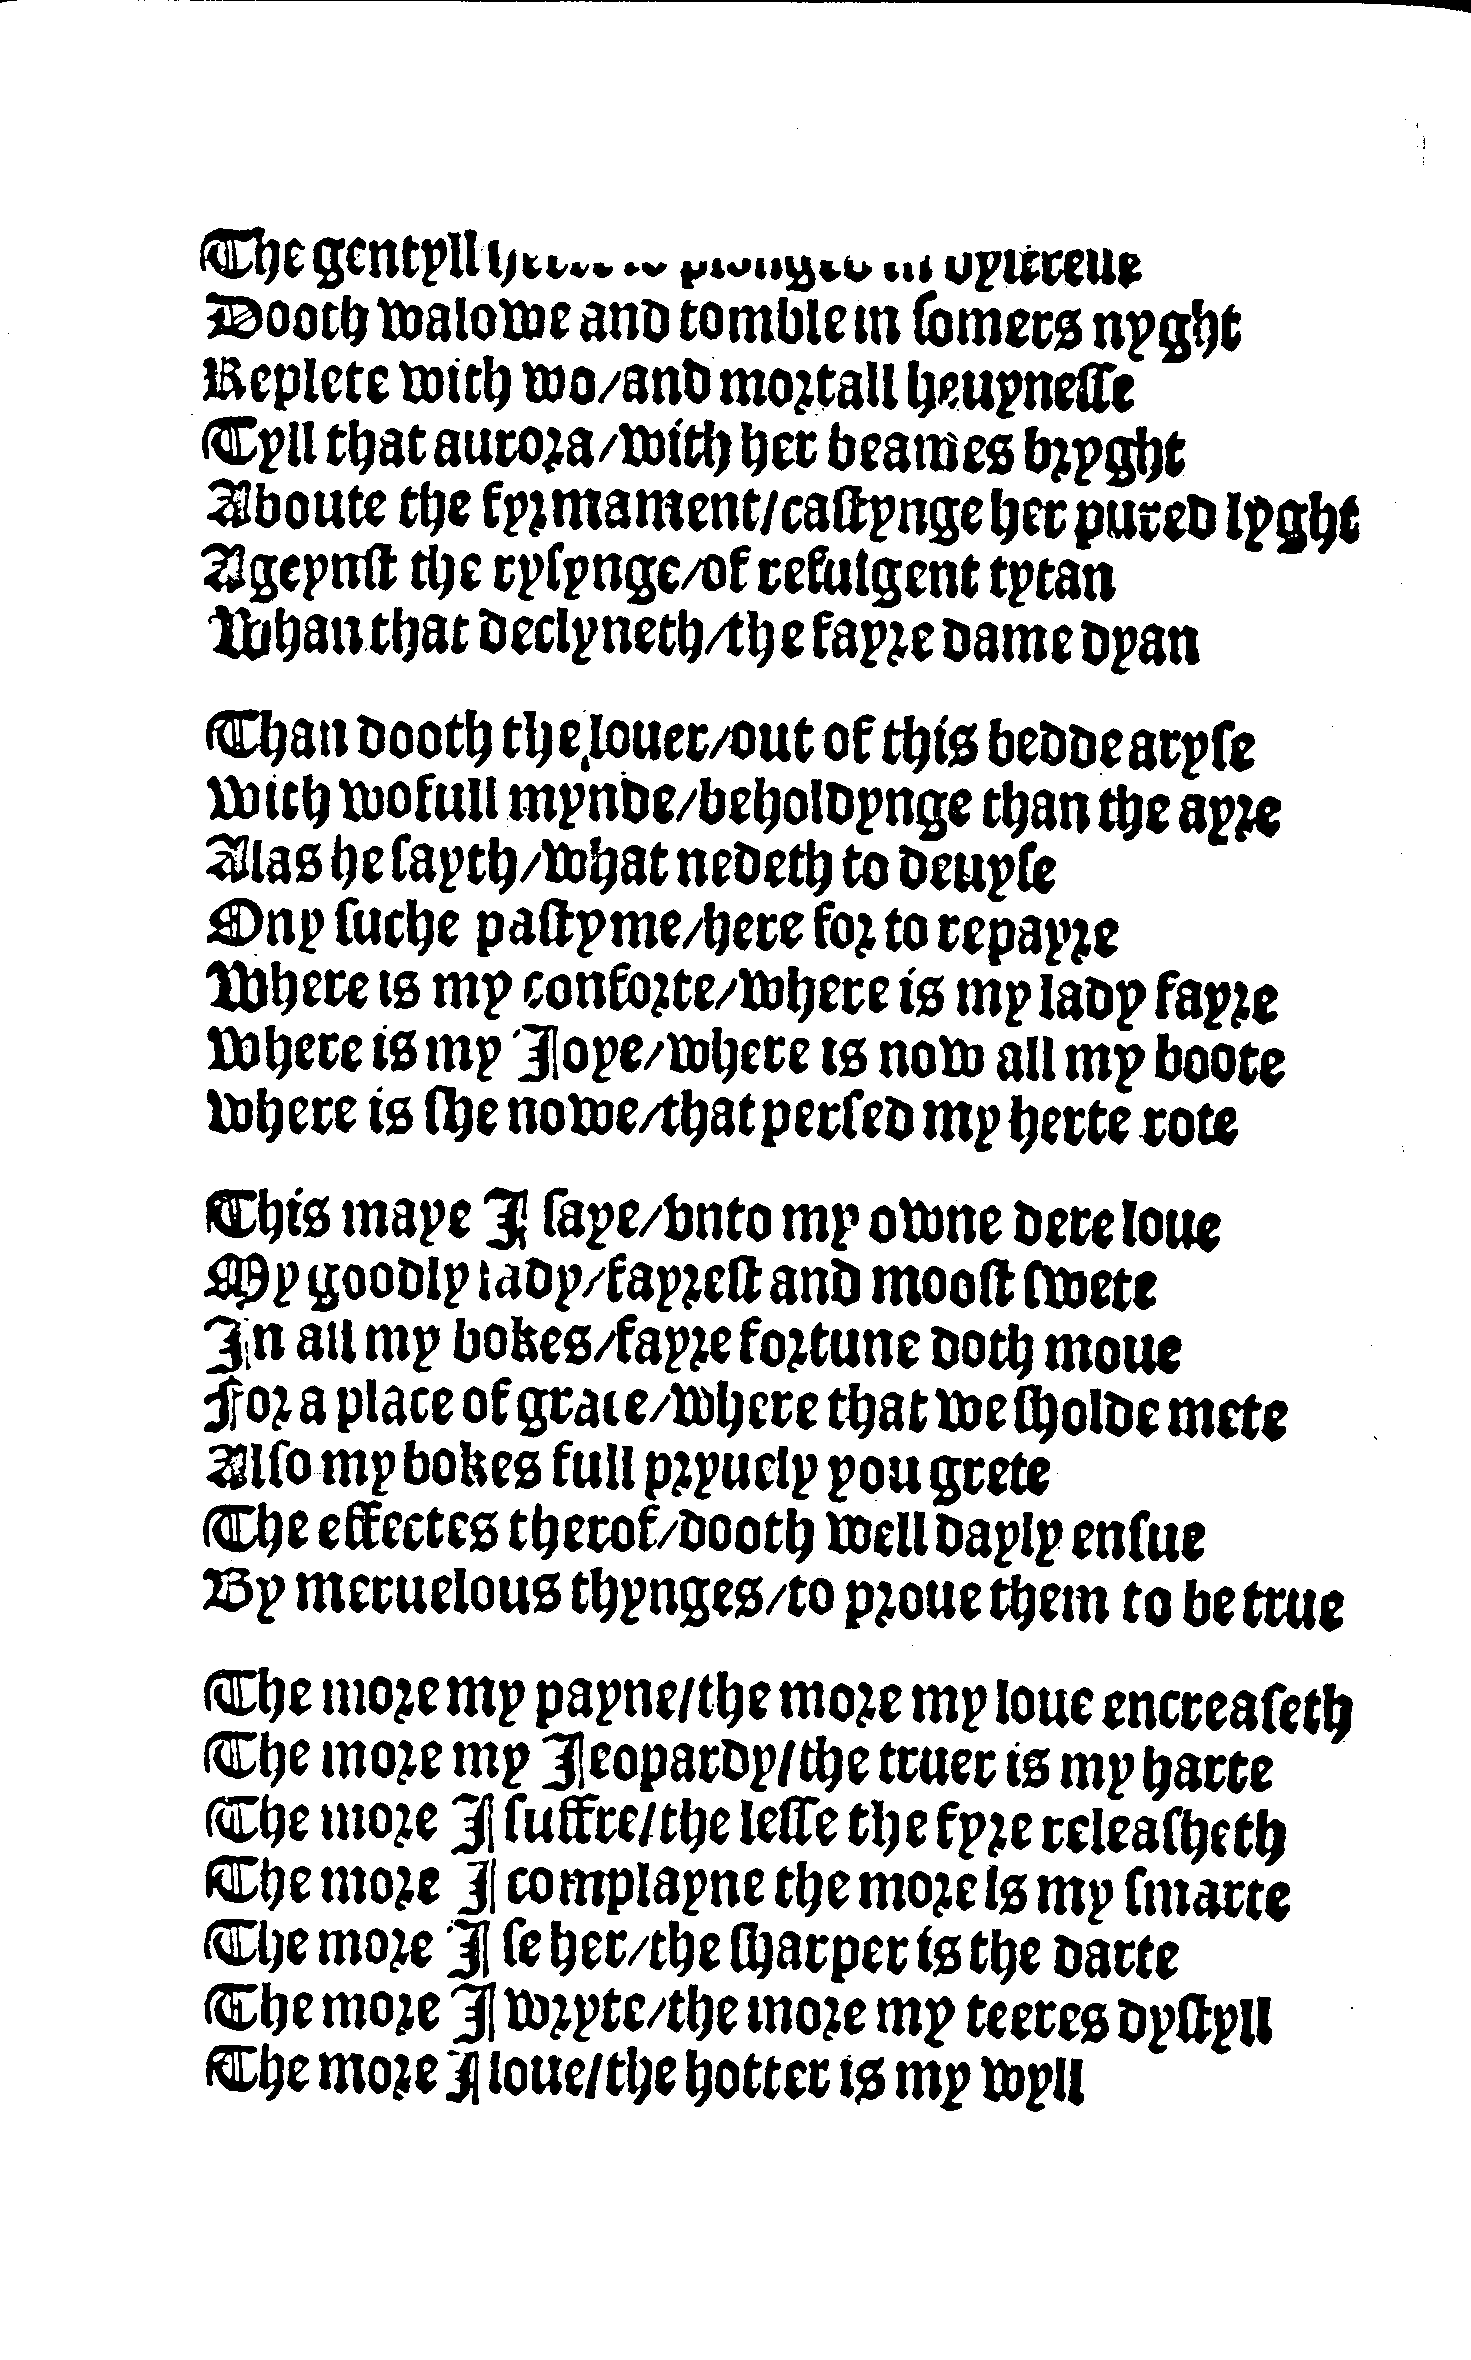 The gentyll in dystreue
Dooth walowe and tomble in ſomers nyght
Replete with wo/and mortall heuyneſſe
Tyll that aurora/with her beames bryght
Aboute the fyrmament/caſtynge her pured lyght
Ageynſt the ryſynge/of refulgent tytan
Whan that declyneth/the fayre dame dyan

Than dooth the louer/out of this bedde aryſe
With wofull mynde/beholdynge than the ayre
Alas he ſayth/what nedeth to deuyſe
Ony ſuche paſtyme/here for to repayre
Where is my conforte/where is my lady fayre
Where is my Joye/where is now all my boote
Where is ſhe nowe/that perſed my herte rote

This maye I ſaye/vnto my owne dere loue
My goodly lady/fayreſt and mooſt ſwete
In all my bokes/fayre fortune doth moue
For a place of grace/where that we ſholde mete
Alſo my bokes full pryuely you grete
The effectes therof/dooth well dayly enſue
By meruelous thynges/to proue them to be true

The more my payne/the more my loue encreaſeth
The more my Jeopardy/the truer is my harte
The more I ſuffre/the leſſe the fyre releaſheth
The more I complayne the more is my ſmarte
The more I ſe her/the ſharper is the darte
The more I wryte/the more my teeres dyſtyll
The more I loue/the hotter is my wyll